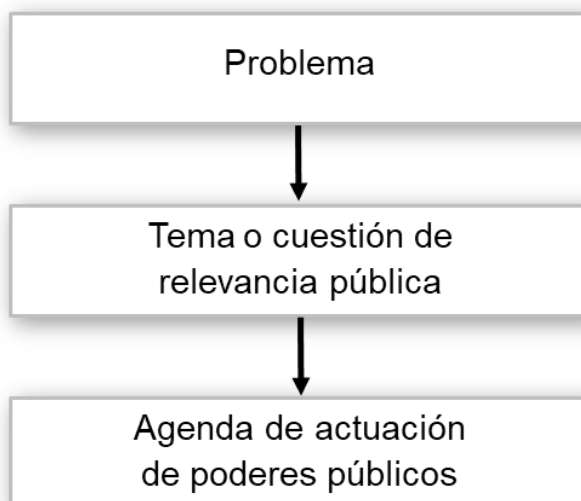 Problema
Tema o cuestión de
relevancia pública
Agenda de actuación
de poderes públicos